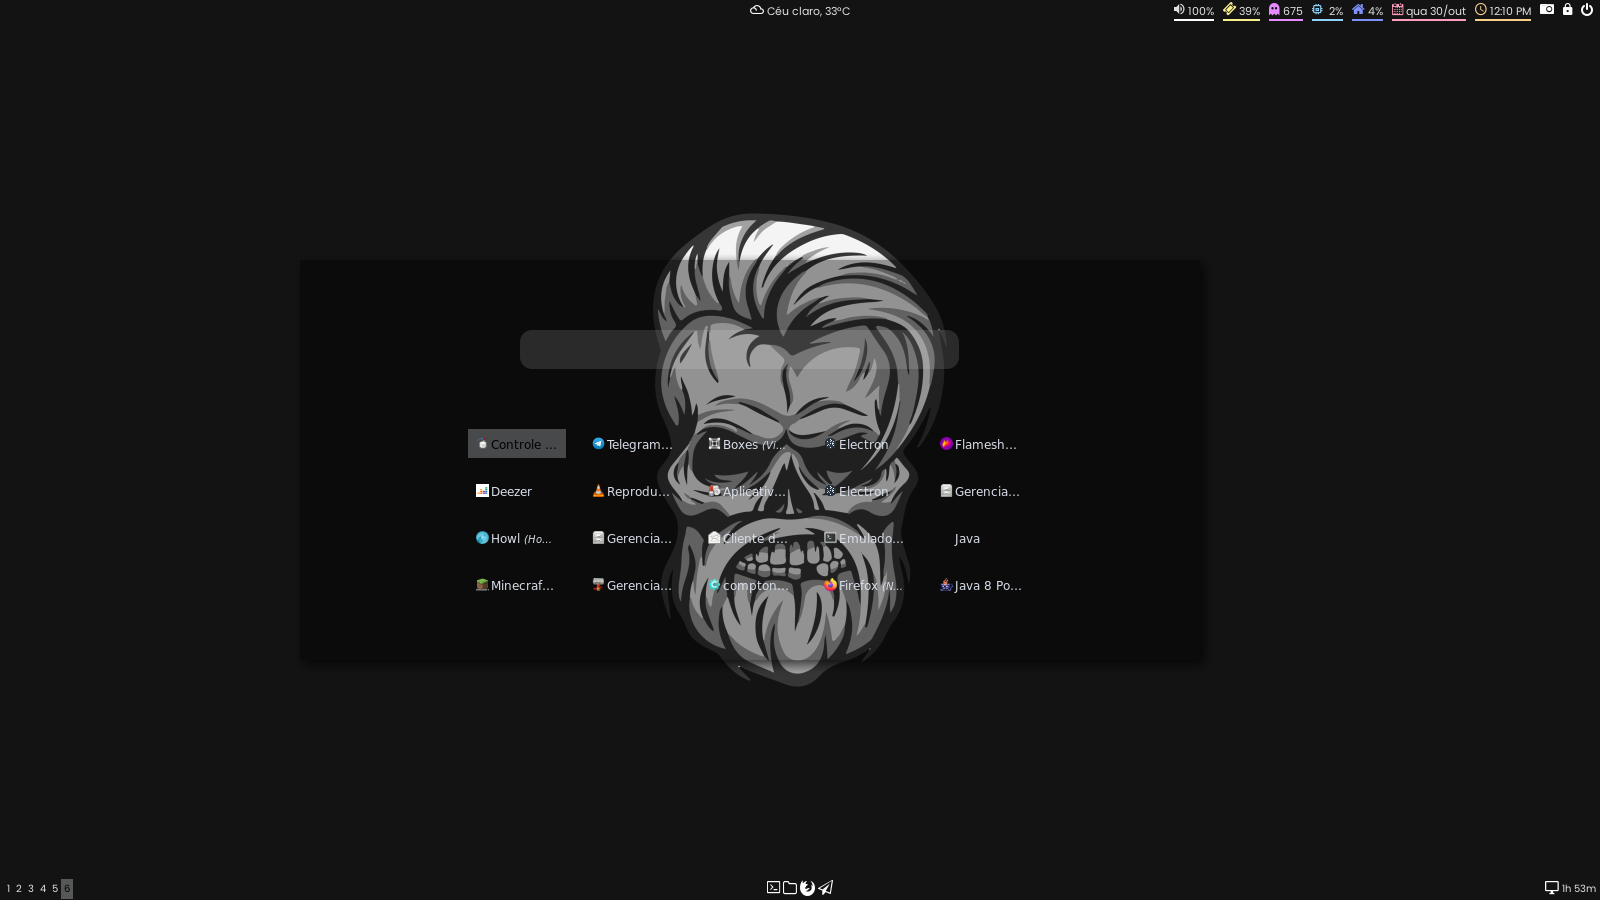 Céu claro, 33°C
100% 39% 675 2% 4% qua 30/out 12:10 PM
Controle ... Telegram... Boxes (Vi... Electron Flamesh...
Deezer Reprodu... Aplicativ... Electron Gerencia...
Howl (Ho... Gerencia... Cliente d... Emulado... Java
Minecraf... Gerencia... compton... Firefox (N... Java 8 Po...
1 2 3 4 5 6
1h 53m